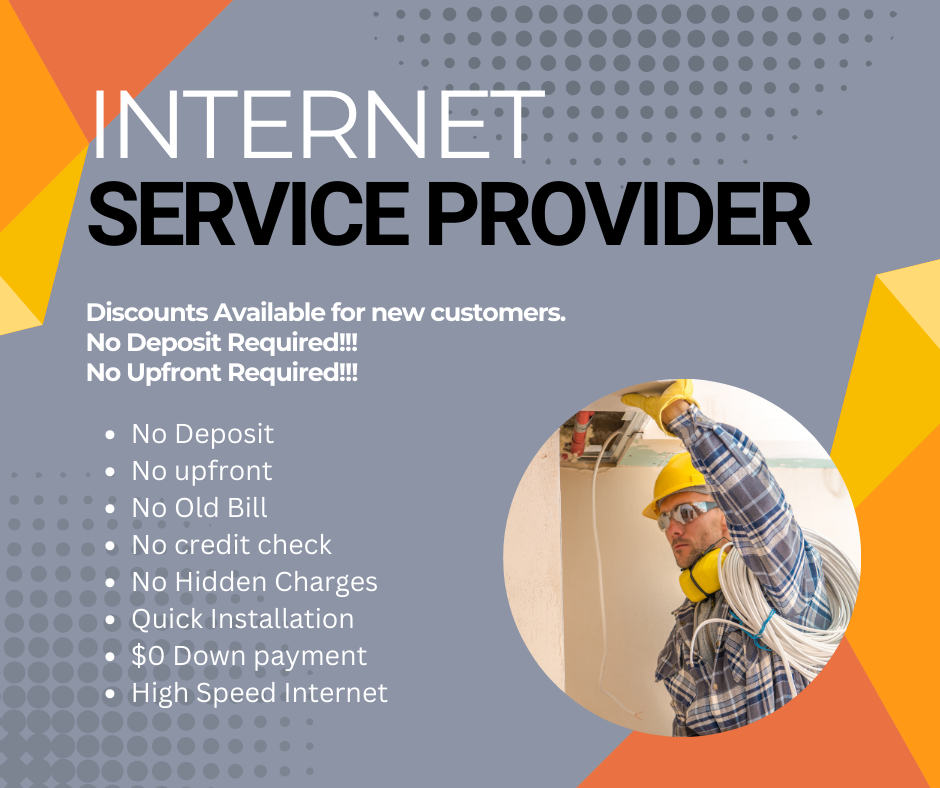 INTERNET
SERVICE PROVIDER
Discounts Available for new customers.
No Deposit Required!!!
No Upfront Required!!!
• No Deposit
• No upfront
• No Old Bill
• No credit check
• No Hidden Charges
• Quick Installation
• $0 Down payment
• High Speed Internet